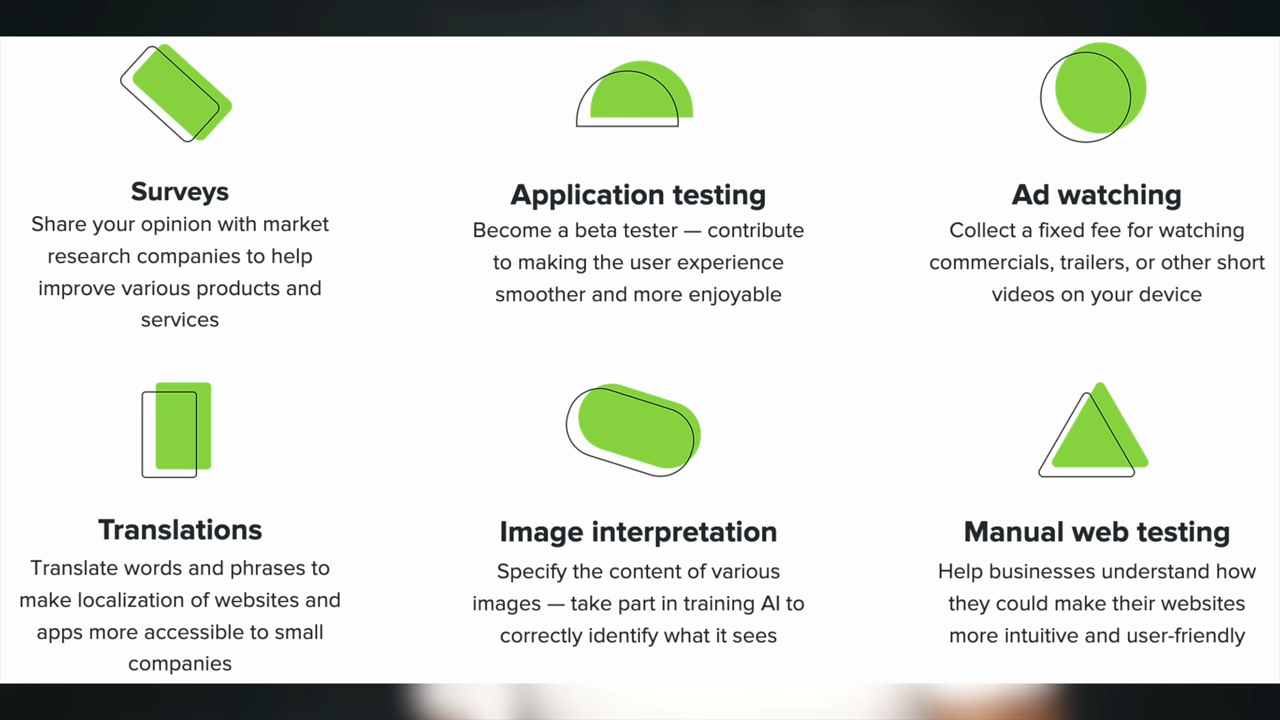 Surveys
Share your opinion with market
research companies to help
improve various products and
services
Application testing
Become a beta tester — contribute
to making the user experience
smoother and more enjoyable
Ad watching
Collect a fixed fee for watching
commercials, trailers, or other short
videos on your device
Translations
Translate words and phrases to
make localization of websites and
apps more accessible to small
companies
Image interpretation
Specify the content of various
images — take part in training AI to
correctly identify what it sees
Manual web testing
Help businesses understand how
they could make their websites
more intuitive and user-friendly